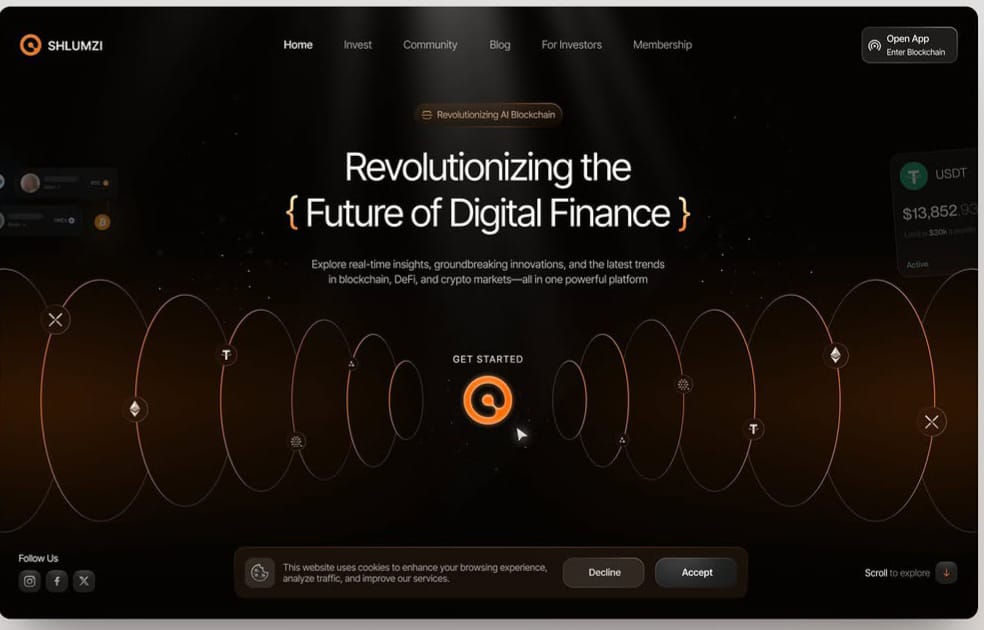 SHLUMZI
Home
Invest
Community
Blog
For Investors
Membership
Open App
Enter Blockchain
Revolutionizing AI Blockchain
Revolutionizing the
{ Future of Digital Finance }
Explore real-time insights, groundbreaking innovations, and the latest trends
in blockchain, DeFi, and crypto markets—all in one powerful platform
BTC
USDT
$13,852.93
$30k
Active
GET STARTED
Follow Us
This website uses cookies to enhance your browsing experience,
analyze traffic, and improve our services.
Decline
Accept
Scroll to explore